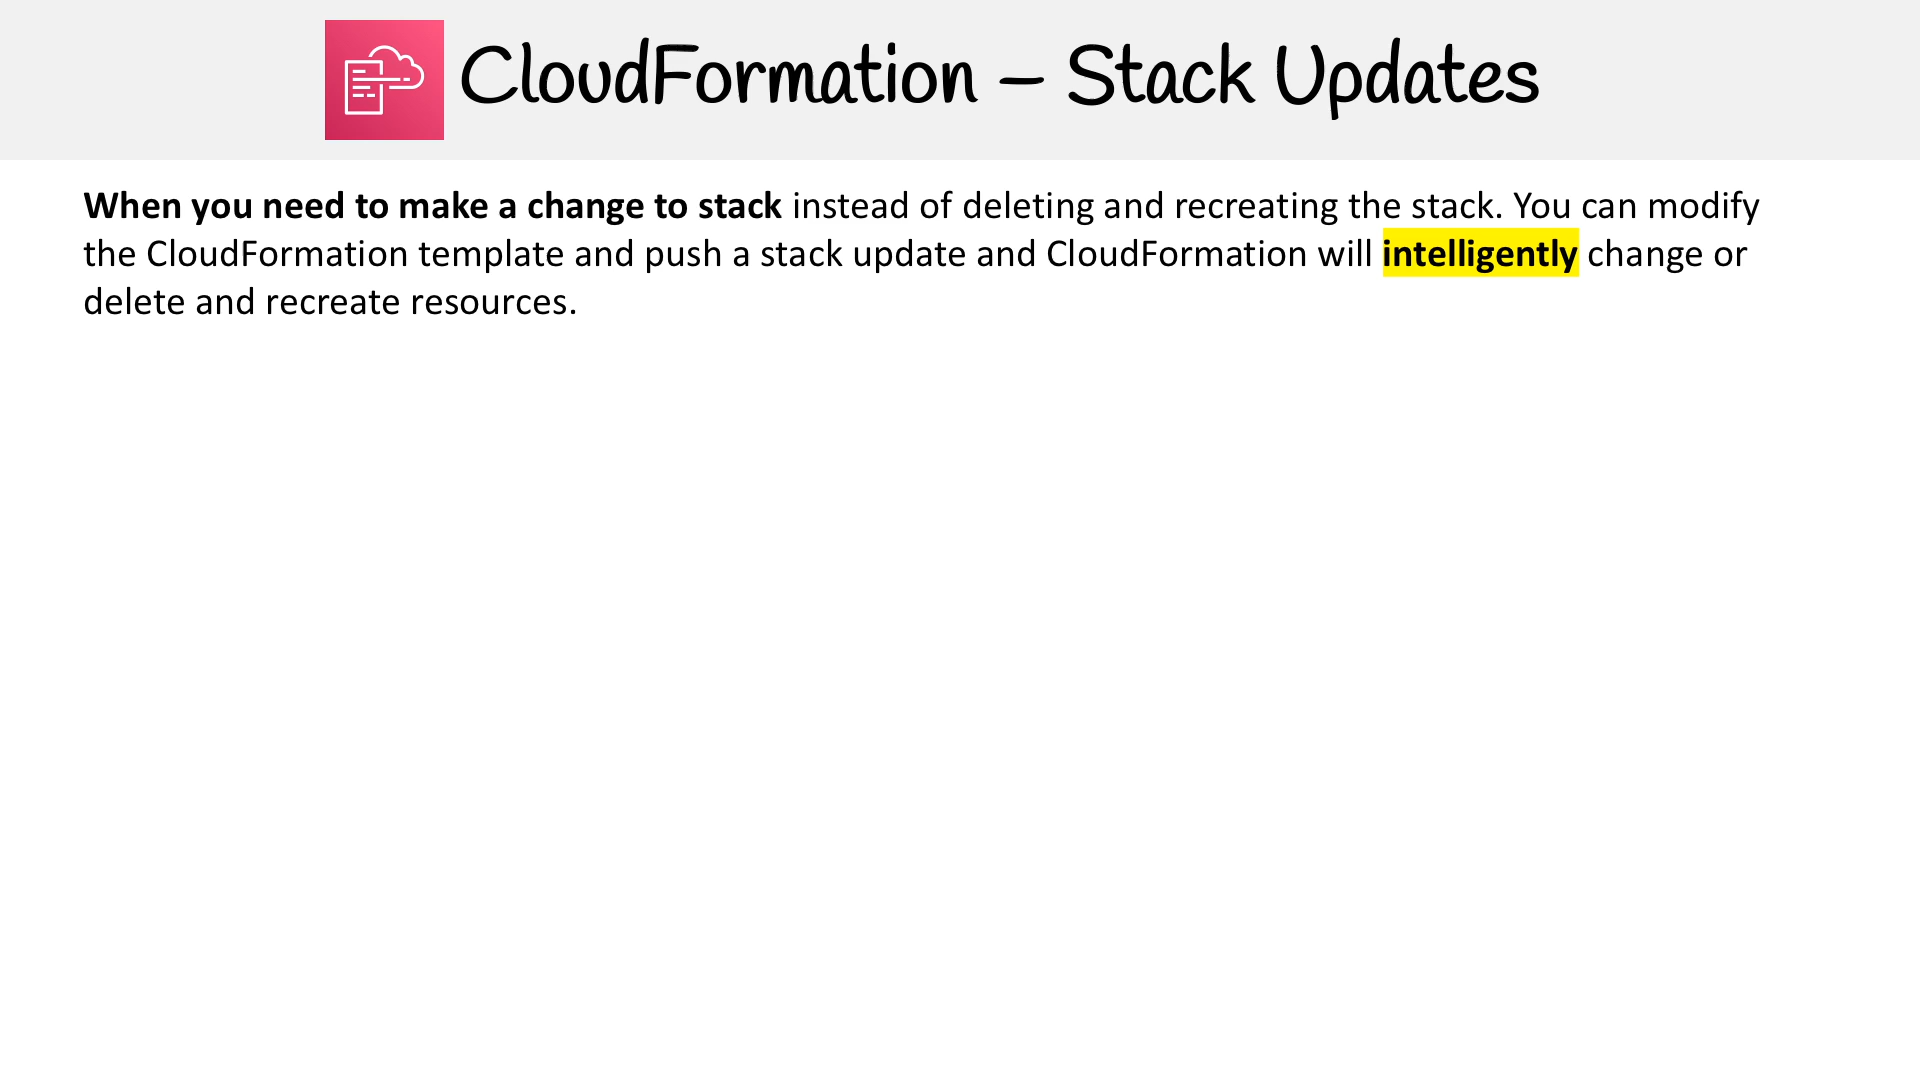 CloudFormation – Stack Updates
When you need to make a change to stack instead of deleting and recreating the stack. You can modify
the CloudFormation template and push a stack update and CloudFormation will intelligently change or
delete and recreate resources.